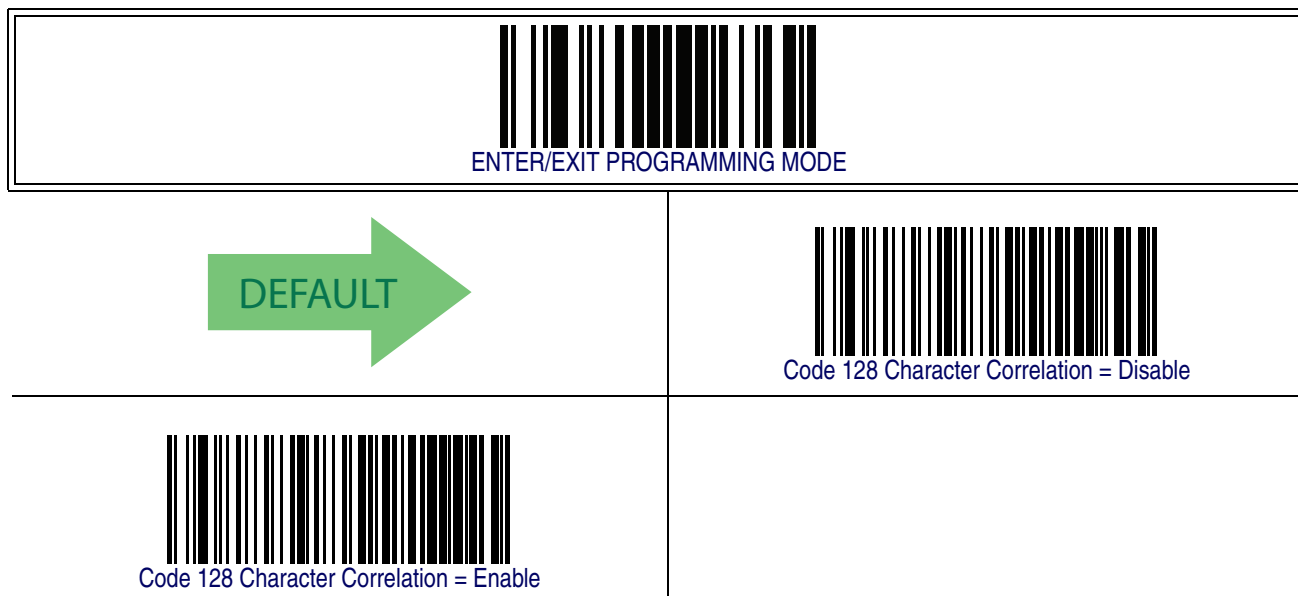 ENTER/EXIT PROGRAMMING MODE
DEFAULT
Code 128 Character Correlation = Disable
Code 128 Character Correlation = Enable